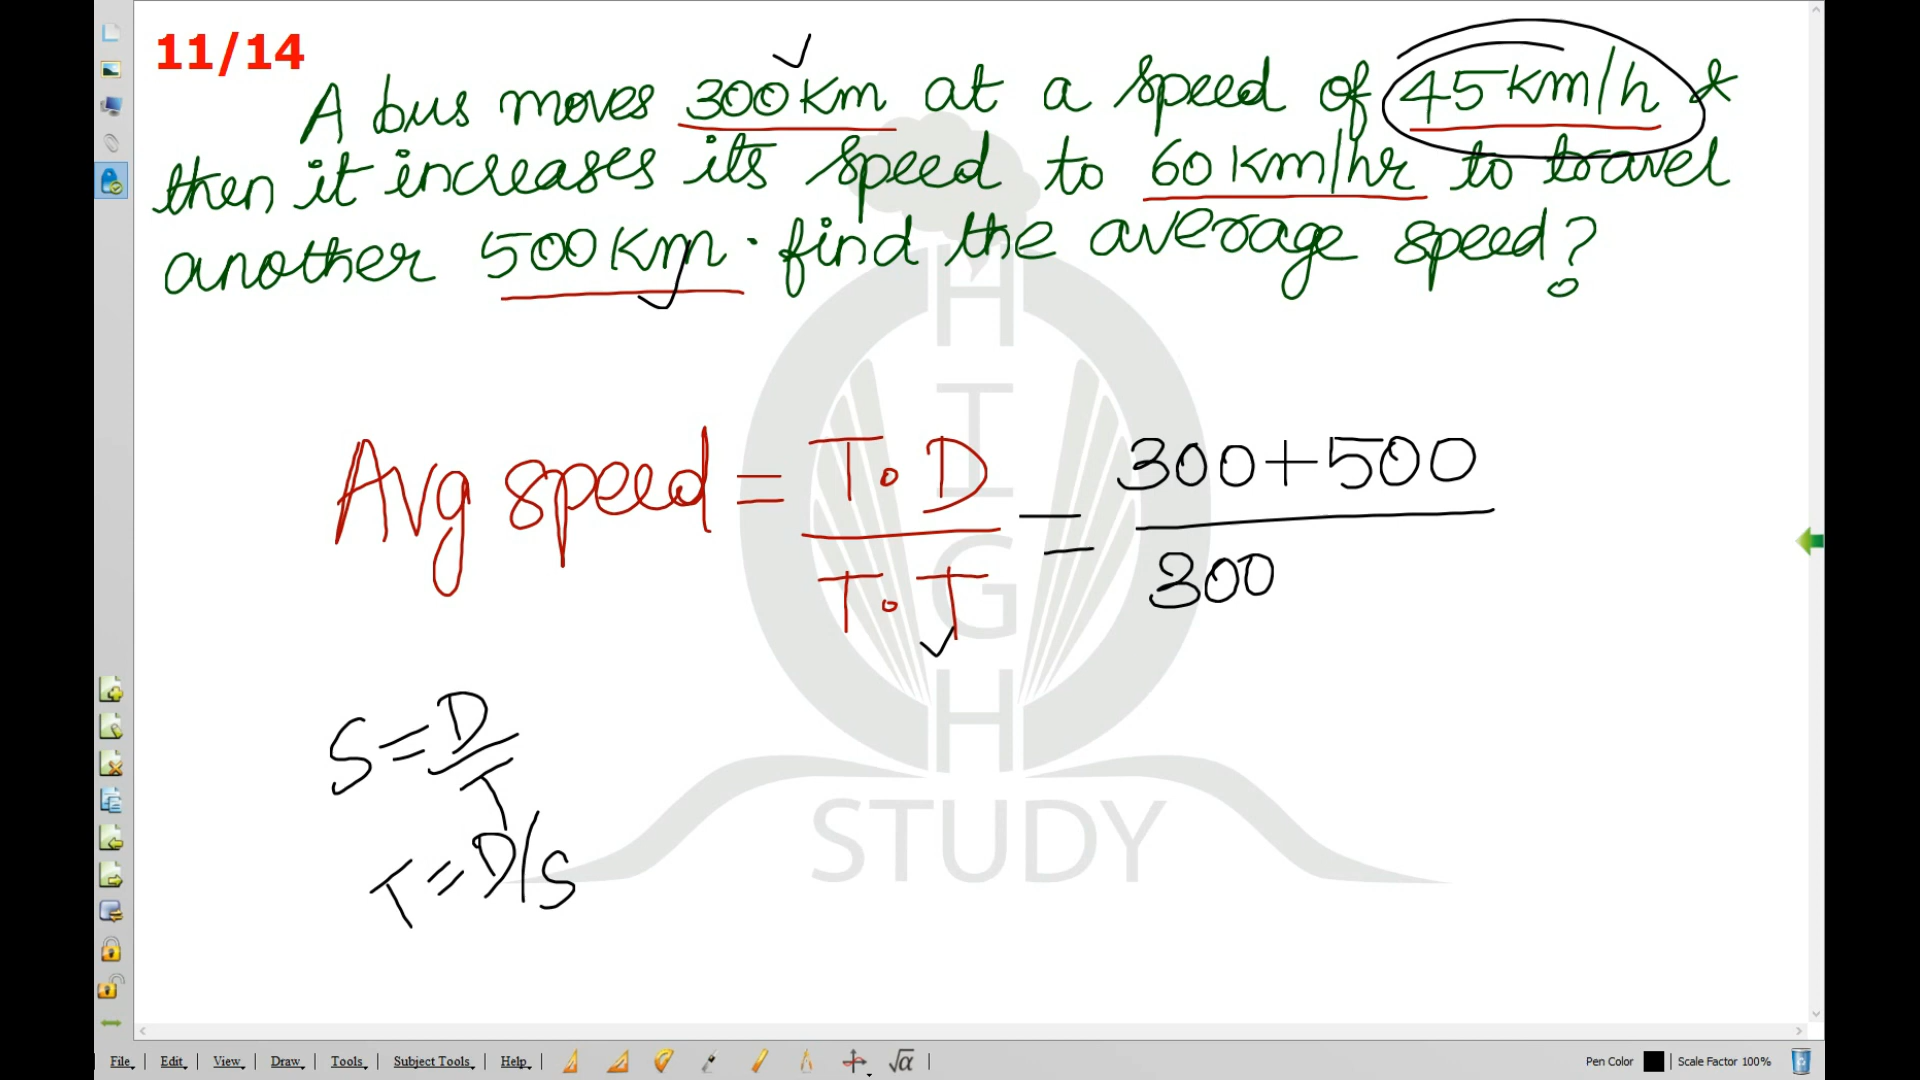 11/14
A bus moves 300 Km at a speed of 45 km/h &
then it increases its speed to 60 Km/hr to travel
another 500 Km. find the average speed?
Avg speed = T.D / T.T = 300+500 / 300
S = D/T
T = D/S
HIGH
STUDY
File Edit View Draw Tools Subject Tools Help
Pen Color Scale Factor 100%